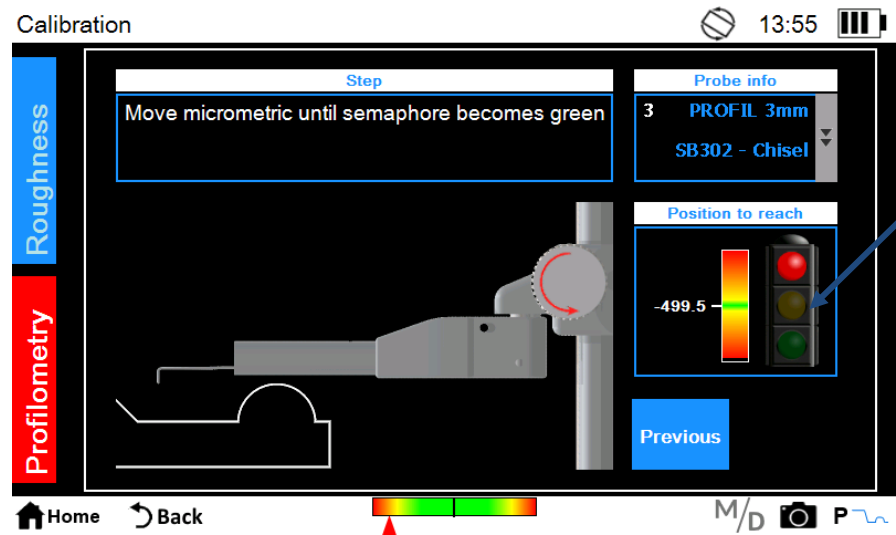 Calibration
13:55
Roughness
Profilometry
Step
Move micrometric until semaphore becomes green
Probe info
3 PROFIL 3mm
SB302 - Chisel
Position to reach
-499.5
Previous
Home
Back
M/D
P